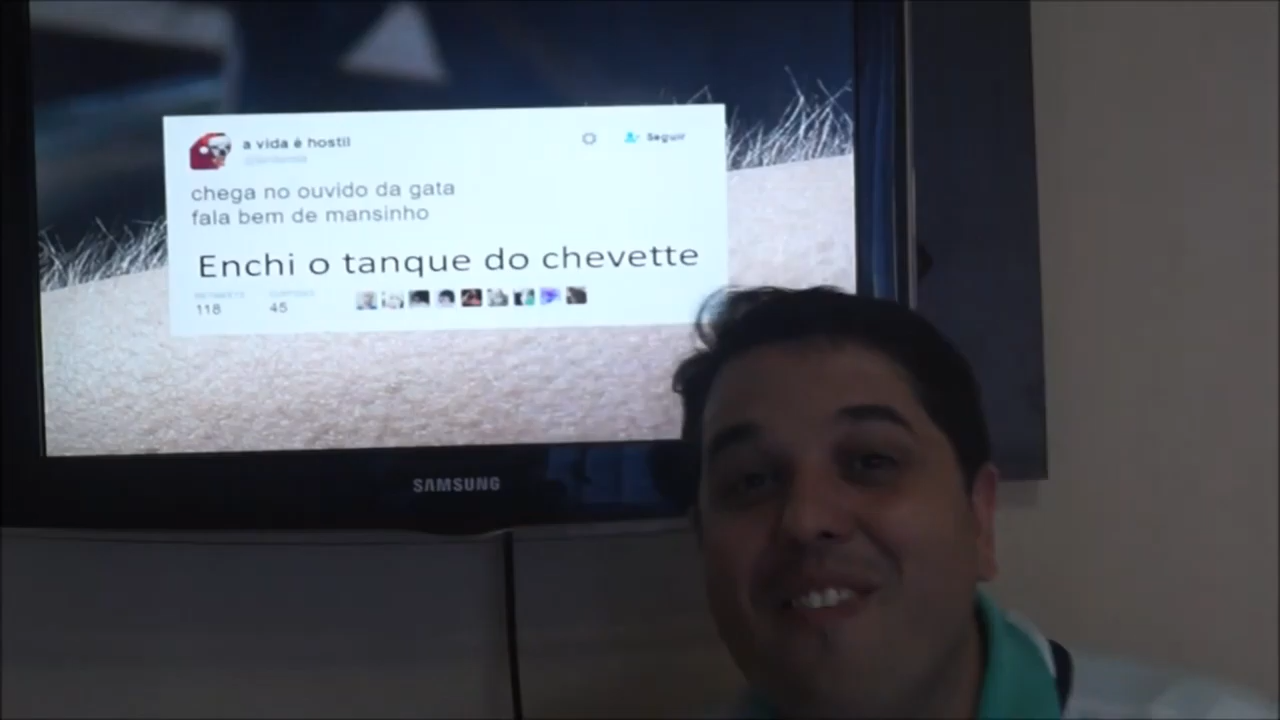 a vida é hostil
Seguir
chega no ouvido da gata
fala bem de mansinho
Enchi o tanque do chevette
118
45
SAMSUNG